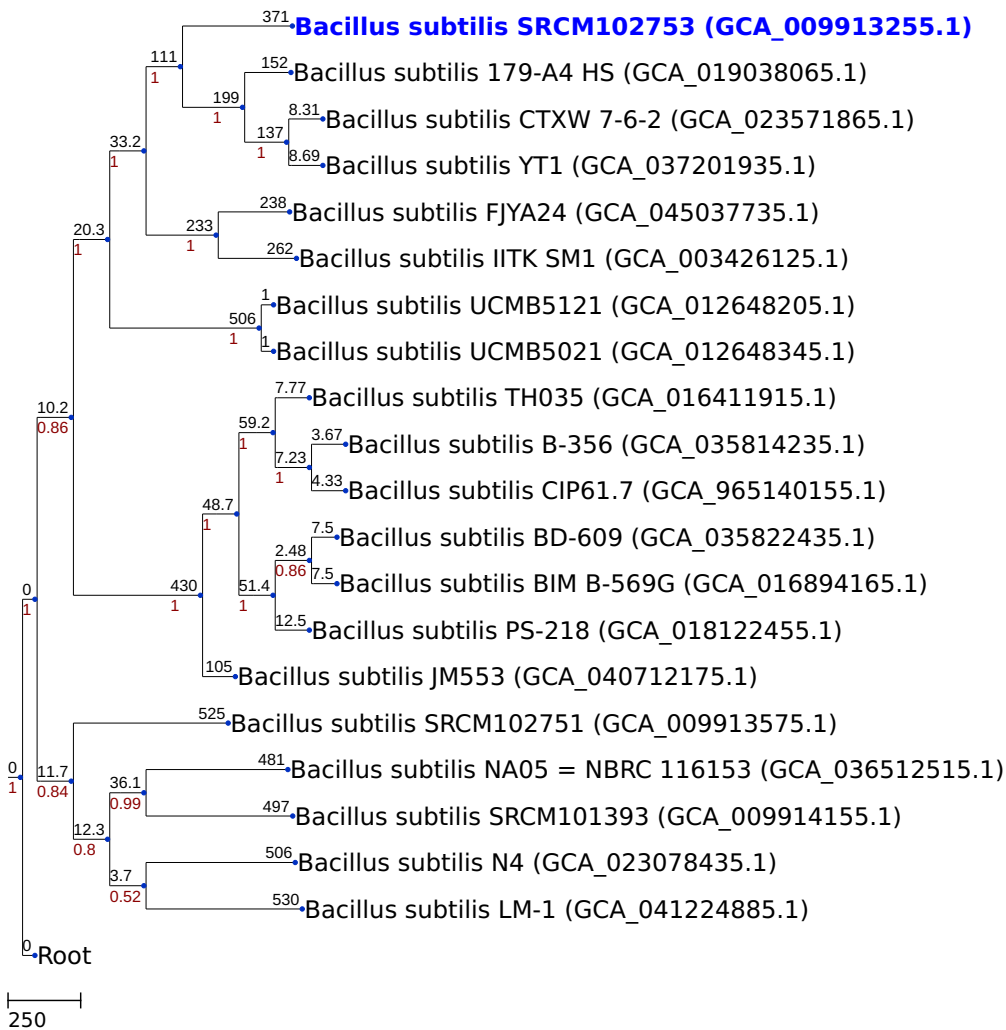 371
Bacillus subtilis SRCM102753 (GCA_009913255.1)
111
1
152
Bacillus subtilis 179-A4 HS (GCA_019038065.1)
199
1
8.31
Bacillus subtilis CTXW 7-6-2 (GCA_023571865.1)
137
1
33.2
1
8.69
Bacillus subtilis YT1 (GCA_037201935.1)
238
Bacillus subtilis FJYA24 (GCA_045037735.1)
20.3
1
233
1
262
Bacillus subtilis IITK SM1 (GCA_003426125.1)
1
Bacillus subtilis UCMB5121 (GCA_012648205.1)
506
1
1
Bacillus subtilis UCMB5021 (GCA_012648345.1)
7.77
Bacillus subtilis TH035 (GCA_016411915.1)
10.2
0.86
59.2
1
3.67
Bacillus subtilis B-356 (GCA_035814235.1)
7.23
1
4.33
Bacillus subtilis CIP61.7 (GCA_965140155.1)
48.7
1
7.5
Bacillus subtilis BD-609 (GCA_035822435.1)
2.48
0.86
7.5
Bacillus subtilis BIM B-569G (GCA_016894165.1)
0
1
430
1
51.4
1
12.5
Bacillus subtilis PS-218 (GCA_018122455.1)
105
Bacillus subtilis JM553 (GCA_040712175.1)
525
Bacillus subtilis SRCM102751 (GCA_009913575.1)
0
1
11.7
0.84
481
Bacillus subtilis NA05 = NBRC 116153 (GCA_036512515.1)
36.1
0.99
497
Bacillus subtilis SRCM101393 (GCA_009914155.1)
12.3
0.8
506
Bacillus subtilis N4 (GCA_023078435.1)
3.7
0.52
530
Bacillus subtilis LM-1 (GCA_041224885.1)
0
Root
250